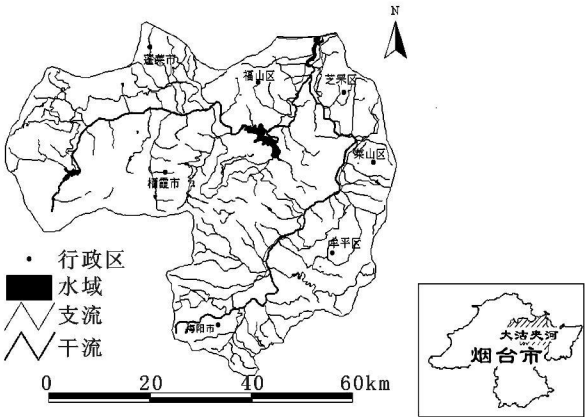 N
蓬莱市
福山区
芝罘区
莱山区
栖霞市
牟平区
海阳市
行政区
水域
支流
干流
0 20 40 60km
大沽夹河
烟台市